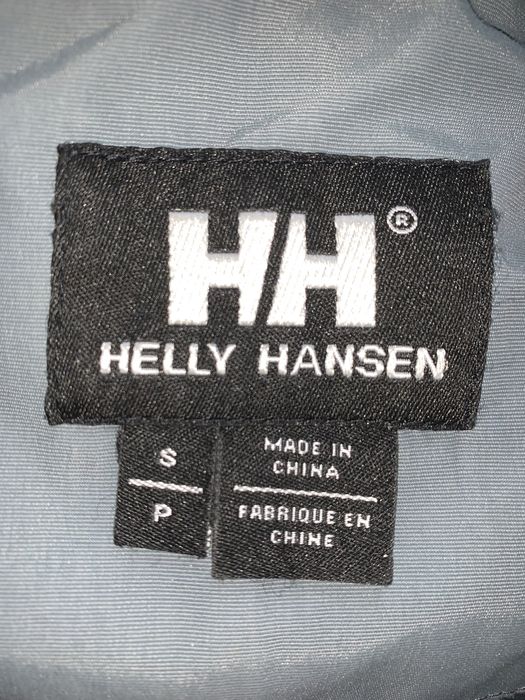 HH®
HELLY HANSEN
S
P
MADE IN
CHINA
FABRIQUE EN
CHINE